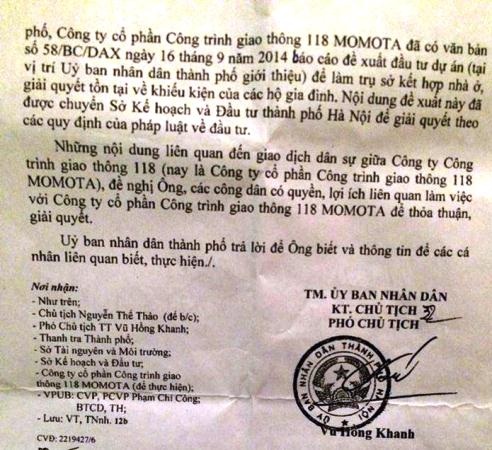 phố, Công ty cổ phần Công trình giao thông 118 MOMOTA đã có văn bản
số 58/BC/DAX ngày 16 tháng 9 năm 2014 báo cáo đề xuất đầu tư dự án (tại
vị trí Uỷ ban nhân dân thành phố giới thiệu) để làm trụ sở kết hợp nhà ở,
giải quyết tồn tại về khiếu kiện của các hộ gia đình. Nội dung đề xuất này đã
được chuyển Sở Kế hoạch và Đầu tư thành phố Hà Nội để giải quyết theo
các quy định của pháp luật về đầu tư.
Những nội dung liên quan đến giao dịch dân sự giữa Công ty Công
trình giao thông 118 (nay là Công ty cổ phần Công trình giao thông 118
MOMOTA), đề nghị Ông, các công dân có quyền, lợi ích liên quan làm việc
với Công ty cổ phần Công trình giao thông 118 MOMOTA để thỏa thuận,
giải quyết.
Uỷ ban nhân dân thành phố trả lời để Ông biết và thông tin để các cá
nhân liên quan biết, thực hiện./.
Nơi nhận:
- Như trên;
- Chủ tịch Nguyễn Thế Thảo (để b/c);
- Phó Chủ tịch TT Vũ Hồng Khanh;
- Thanh tra Thành phố;
- Sở Tài nguyên và Môi trường;
- Sở Kế hoạch và Đầu tư;
- Công ty cổ phần Công trình giao
thông 118 MOMOTA (để thực hiện);
- VPUB: CVP, PCVP Phạm Chí Công;
BTCD, TH;
- Lưu: VT, TNnh. 12b
CVĐ: 2219427/6
TM. ỦY BAN NHÂN DÂN
KT. CHỦ TỊCH
PHÓ CHỦ TỊCH
ỦY BAN NHÂN DÂN THÀNH PHỐ HÀ NỘI
Vũ Hồng Khanh